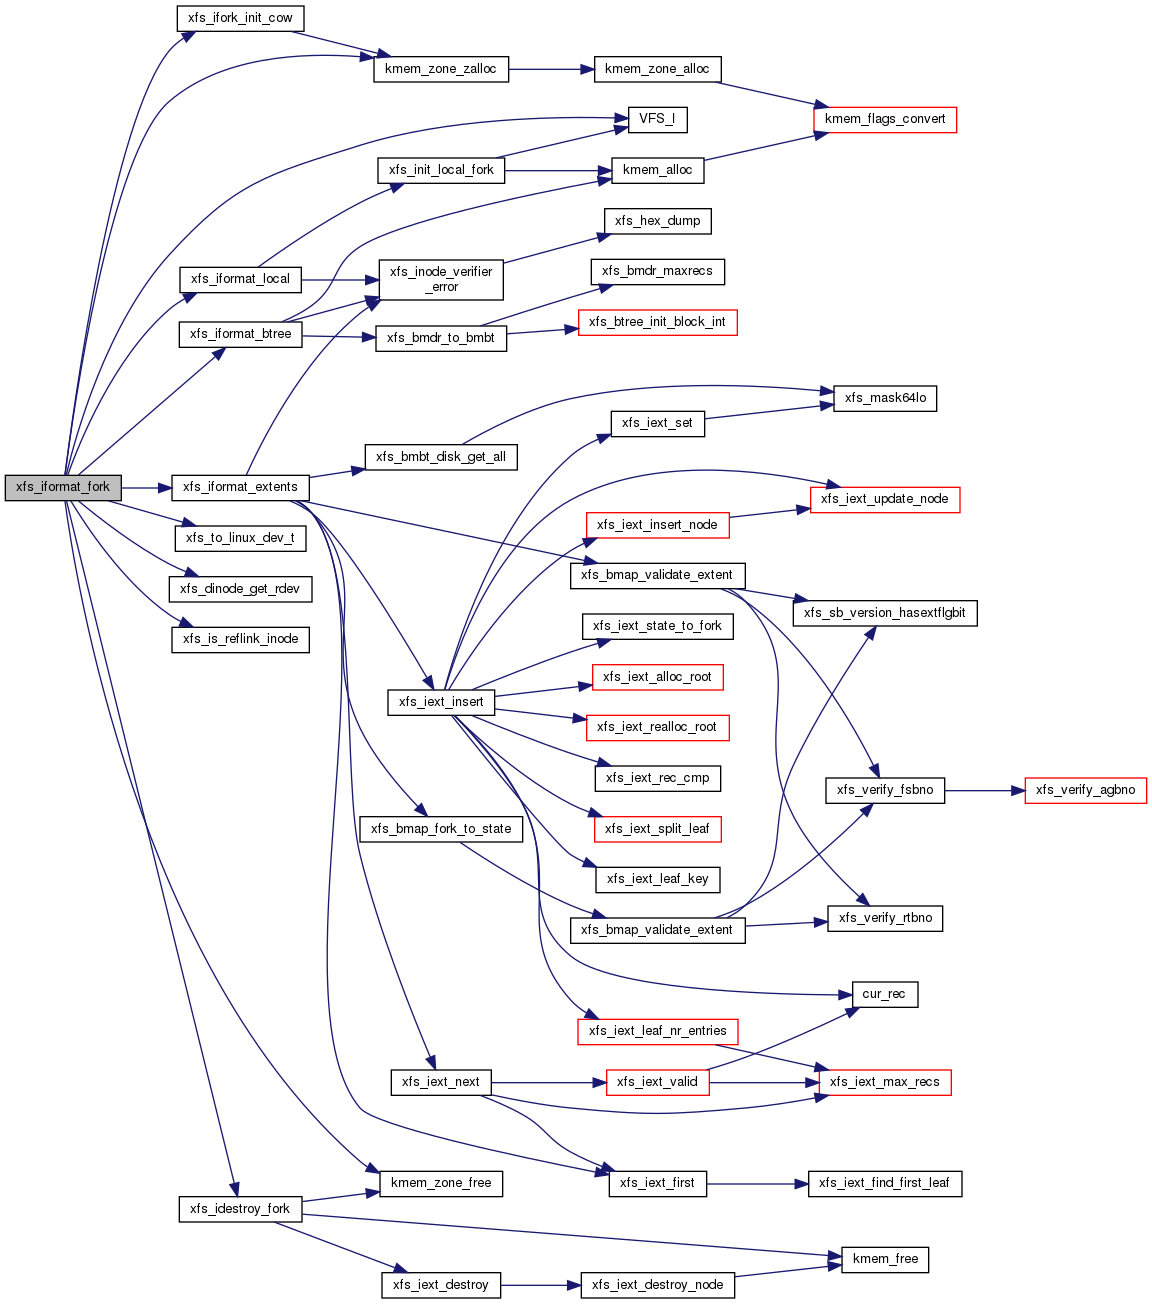 xfs_ifork_init_cow
kmem_zone_zalloc
kmem_zone_alloc
kmem_flags_convert
VFS_I
xfs_init_local_fork
kmem_alloc
xfs_hex_dump
xfs_iformat_local
xfs_inode_verifier
_error
xfs_bmdr_maxrecs
xfs_iformat_btree
xfs_bmdr_to_bmbt
xfs_btree_init_block_int
xfs_mask64lo
xfs_iext_set
xfs_bmbt_disk_get_all
xfs_iformat_fork
xfs_iformat_extents
xfs_iext_update_node
xfs_iext_insert_node
xfs_to_linux_dev_t
xfs_bmap_validate_extent
xfs_dinode_get_rdev
xfs_sb_version_hasextflgbit
xfs_iext_state_to_fork
xfs_is_reflink_inode
xfs_iext_alloc_root
xfs_iext_insert
xfs_iext_realloc_root
xfs_iext_rec_cmp
xfs_verify_fsbno
xfs_verify_agbno
xfs_bmap_fork_to_state
xfs_iext_split_leaf
xfs_iext_leaf_key
xfs_verify_rtbno
xfs_bmap_validate_extent
cur_rec
xfs_iext_leaf_nr_entries
xfs_iext_next
xfs_iext_valid
xfs_iext_max_recs
kmem_zone_free
xfs_iext_first
xfs_iext_find_first_leaf
xfs_idestroy_fork
kmem_free
xfs_iext_destroy
xfs_iext_destroy_node